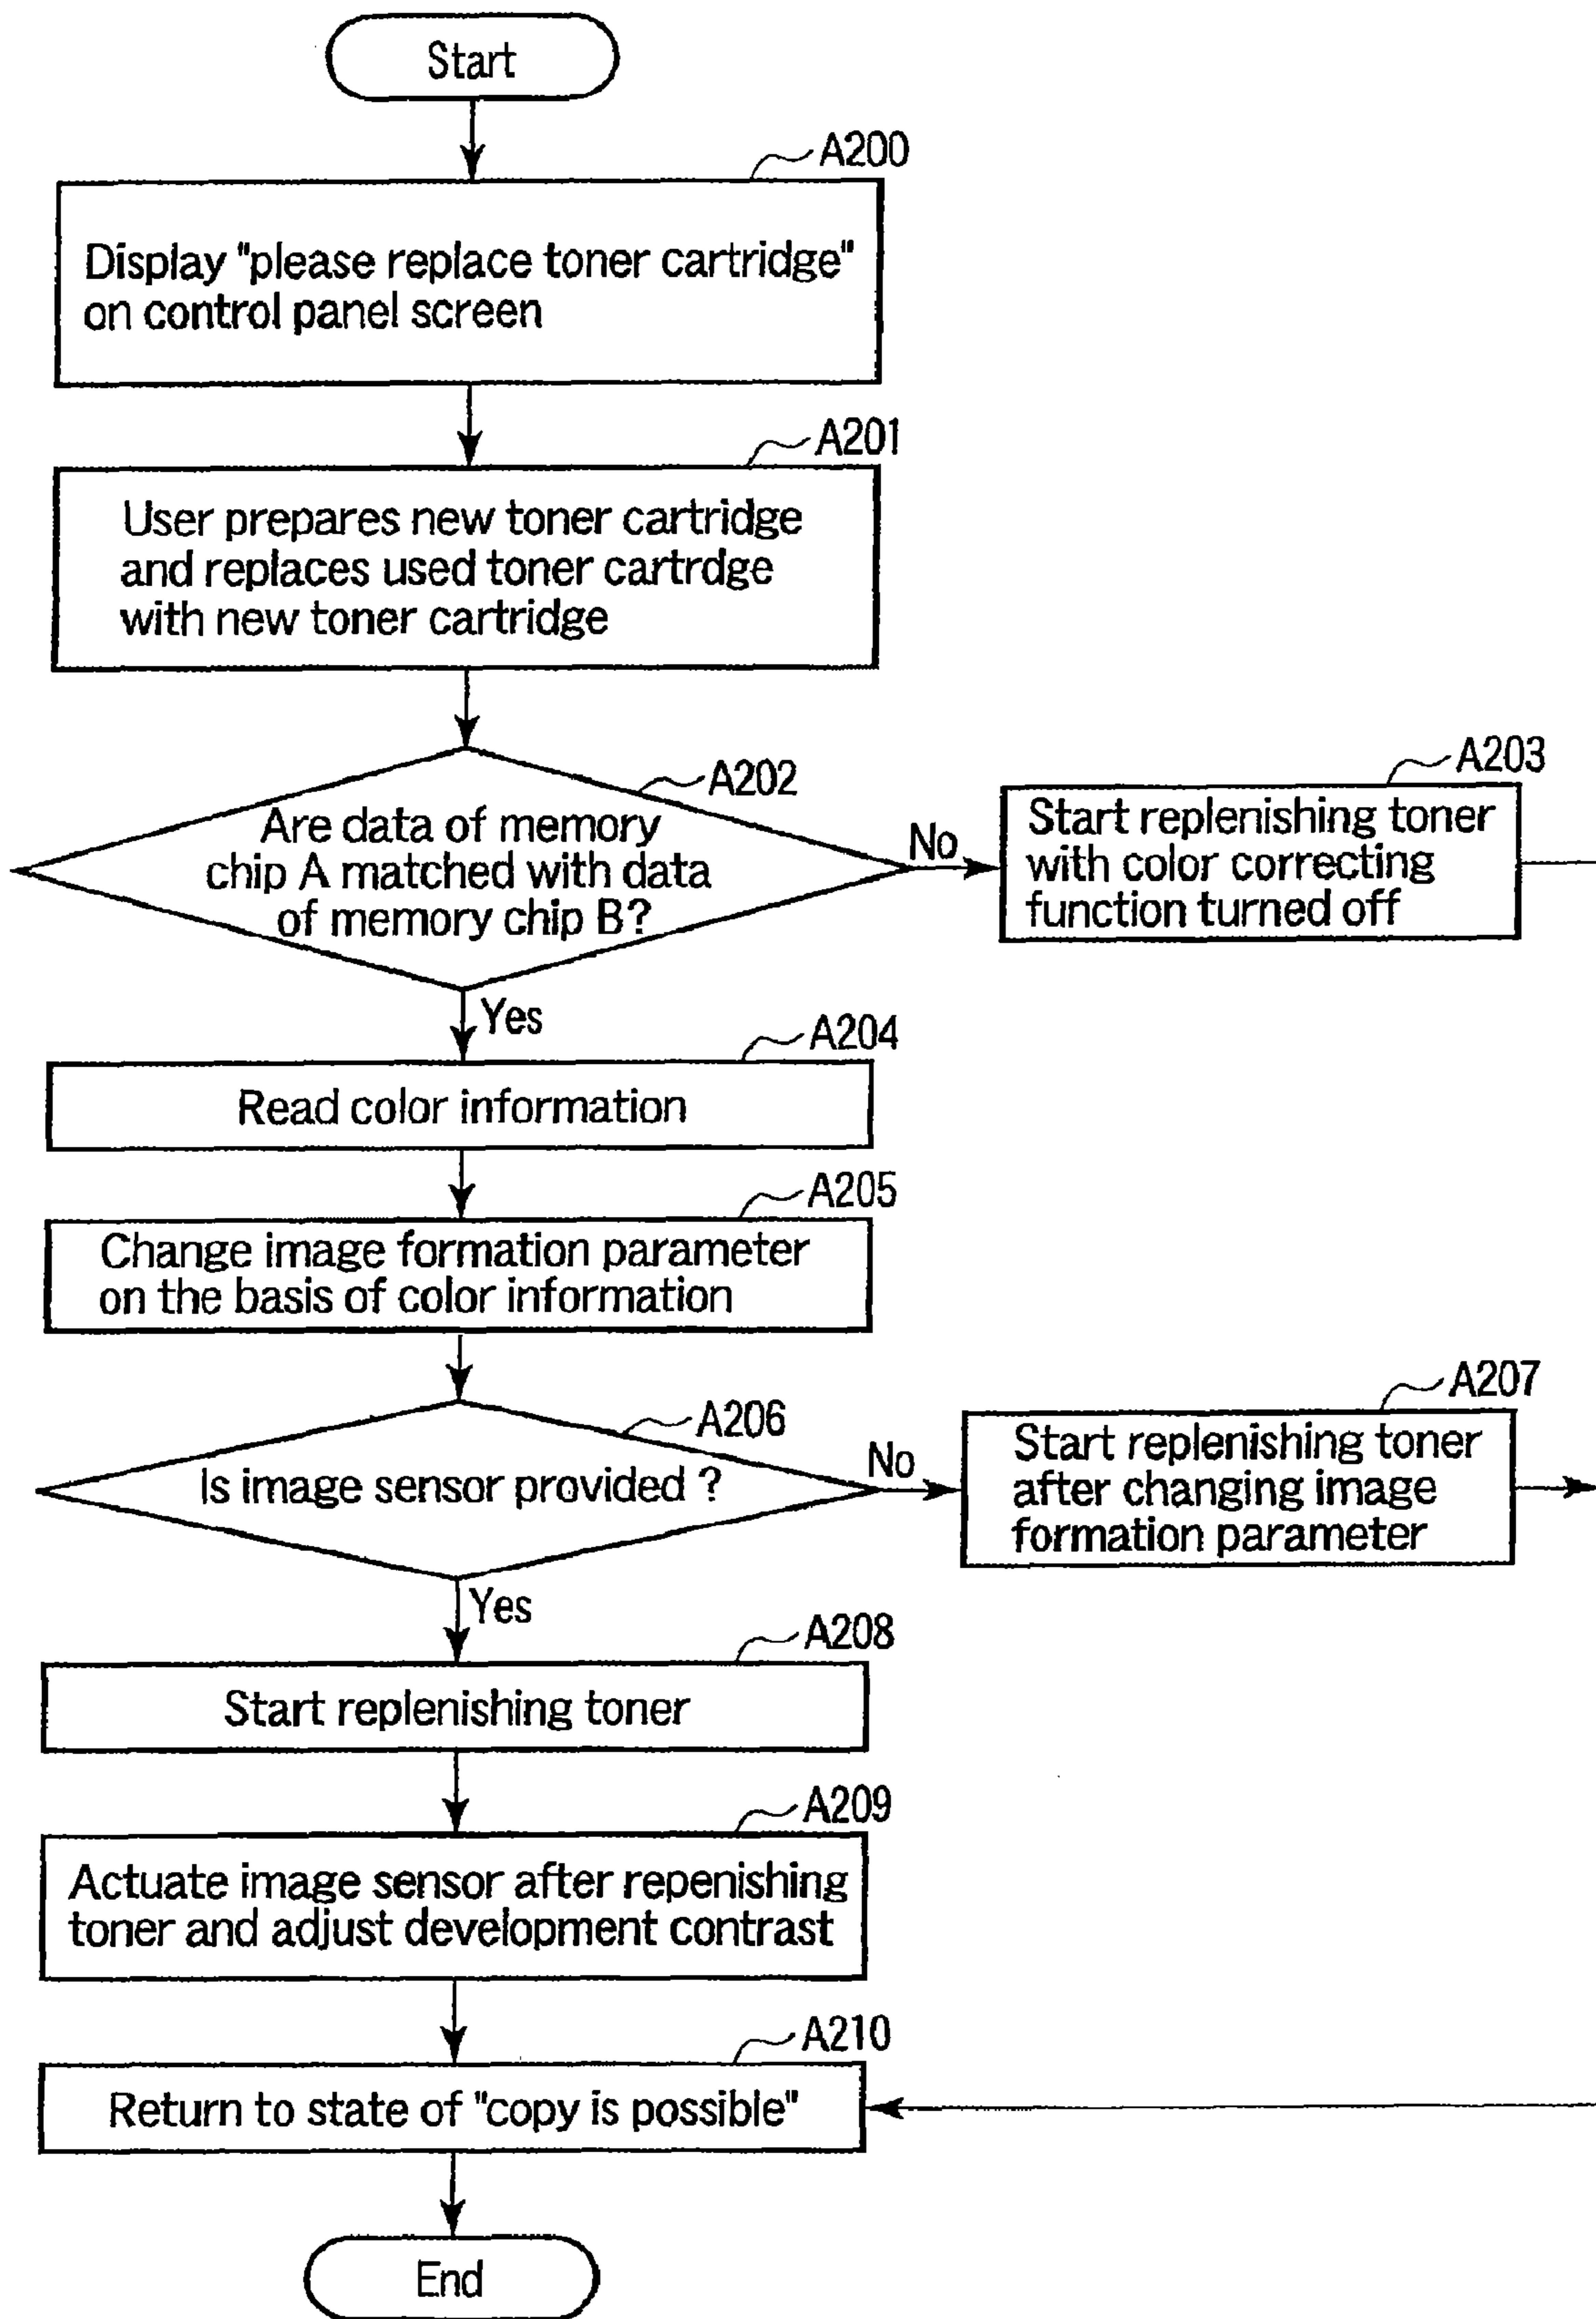 Start
A200
Display "please replace toner cartridge"
on control panel screen
A201
User prepares new toner cartridge
and replaces used toner cartrdge
with new toner cartridge
A202
Are data of memory
chip A matched with data
of memory chip B?
No
A203
Start replenishing toner
with color correcting
function turned off
Yes
A204
Read color information
A205
Change image formation parameter
on the basis of color information
A206
Is image sensor provided ?
No
A207
Start replenishing toner
after changing image
formation parameter
Yes
A208
Start replenishing toner
A209
Actuate image sensor after repenishing
toner and adjust development contrast
A210
Return to state of "copy is possible"
End